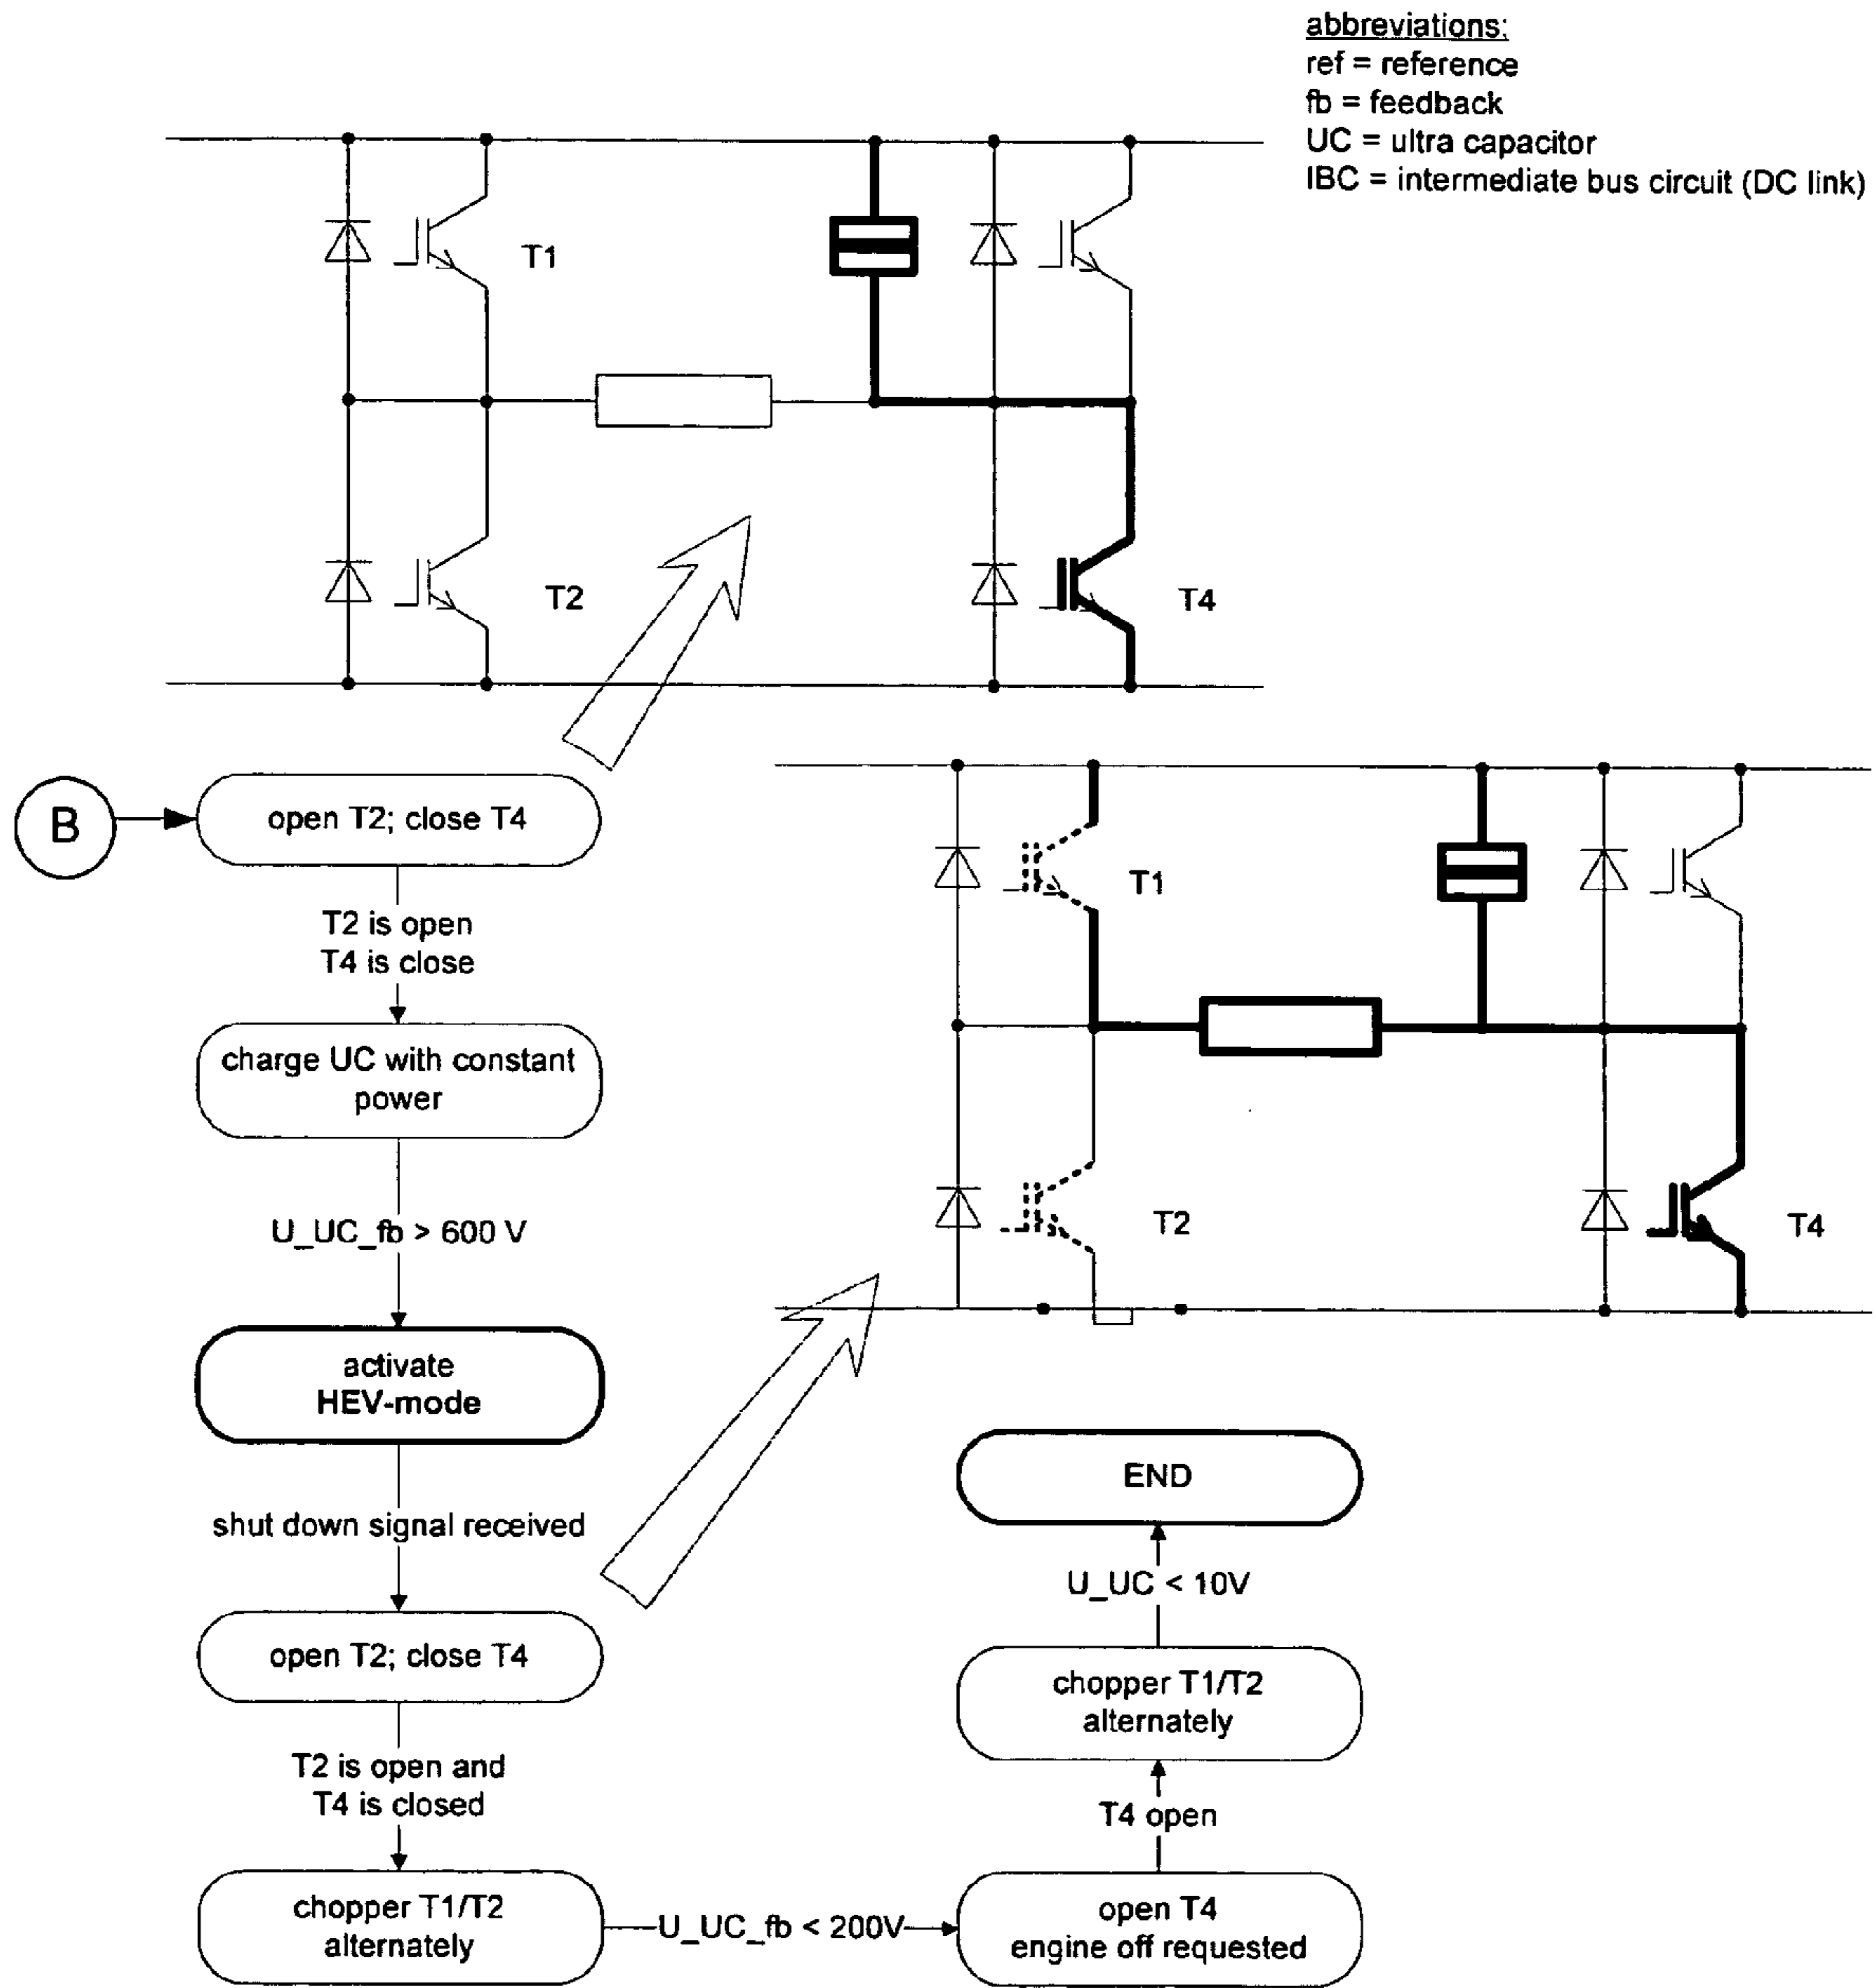 abbreviations:
ref = reference
fb = feedback
UC = ultra capacitor
IBC = intermediate bus circuit (DC link)
T1
T2
T4
B
open T2; close T4
T2 is open
T4 is close
charge UC with constant
power
U_UC_fb > 600 V
activate
HEV-mode
shut down signal received
open T2; close T4
T2 is open and
T4 is closed
chopper T1/T2
alternately
U_UC_fb < 200V
open T4
engine off requested
T4 open
chopper T1/T2
alternately
U_UC < 10V
END
T1
T2
T4